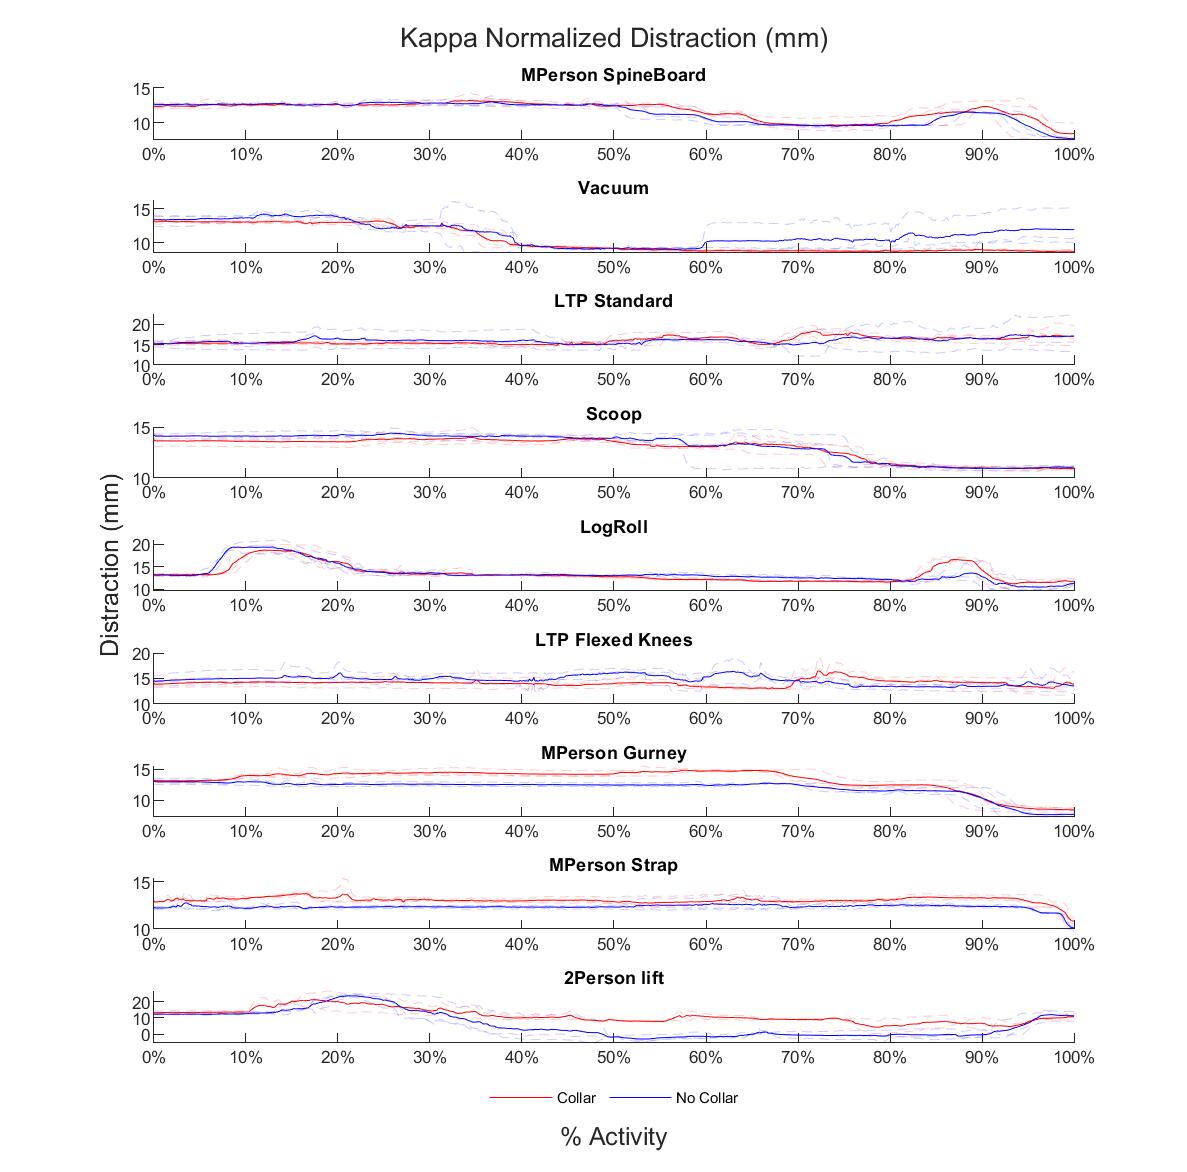 Kappa Normalized Distraction (mm)
MPerson SpineBoard
15
10
0% 10% 20% 30% 40% 50% 60% 70% 80% 90% 100%
Vacuum
15
10
0% 10% 20% 30% 40% 50% 60% 70% 80% 90% 100%
LTP Standard
20
15
10
0% 10% 20% 30% 40% 50% 60% 70% 80% 90% 100%
Scoop
15
10
0% 10% 20% 30% 40% 50% 60% 70% 80% 90% 100%
Distraction (mm)
LogRoll
20
15
10
0% 10% 20% 30% 40% 50% 60% 70% 80% 90% 100%
LTP Flexed Knees
20
15
10
0% 10% 20% 30% 40% 50% 60% 70% 80% 90% 100%
MPerson Gurney
15
10
0% 10% 20% 30% 40% 50% 60% 70% 80% 90% 100%
MPerson Strap
15
10
0% 10% 20% 30% 40% 50% 60% 70% 80% 90% 100%
2Person lift
20
10
0
0% 10% 20% 30% 40% 50% 60% 70% 80% 90% 100%
Collar No Collar
% Activity